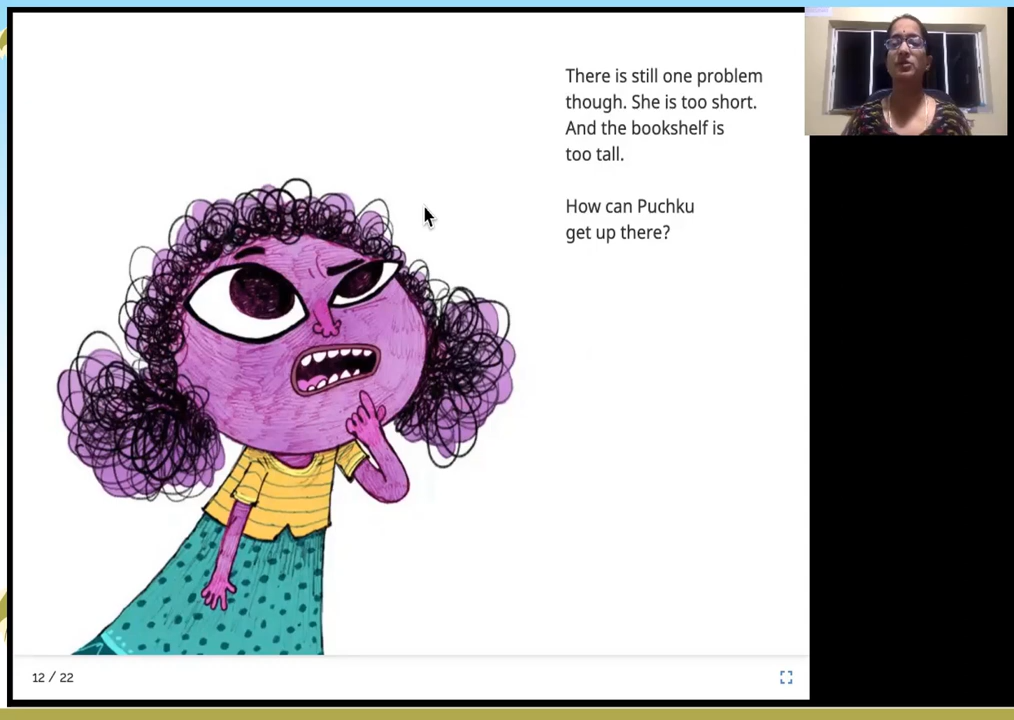 There is still one problem
though. She is too short.
And the bookshelf is
too tall.
How can Puchku
get up there?
12 / 22